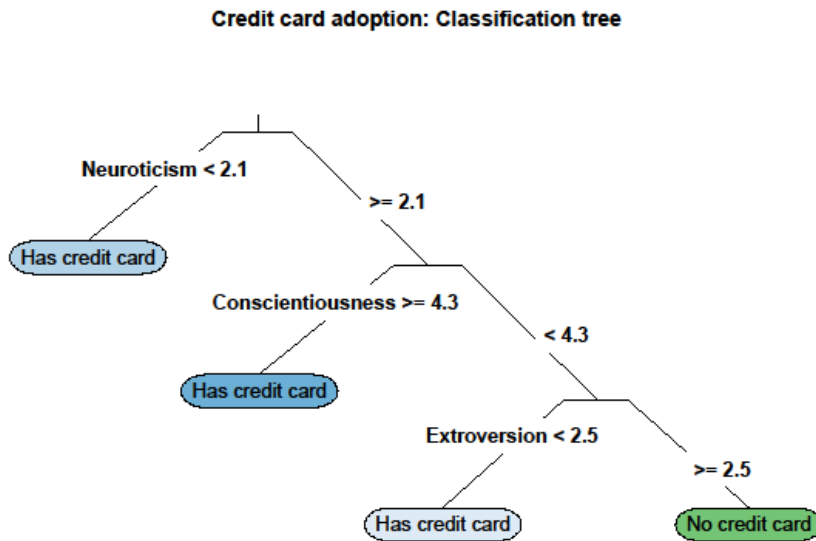 Credit card adoption: Classification tree
Neuroticism < 2.1
>= 2.1
Has credit card
Conscientiousness >= 4.3
< 4.3
Has credit card
Extroversion < 2.5
>= 2.5
Has credit card
No credit card